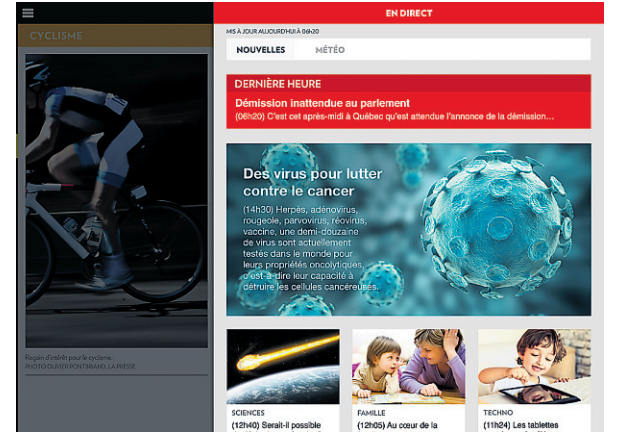 EN DIRECT
CYCLISME
MIS À JOUR AUJOURD'HUI À 06h20
NOUVELLES
MÉTÉO
DERNIÈRE HEURE
Démission inattendue au parlement
(06h20) C'est cet après-midi à Québec qu'est attendue l'annonce de la démission…
Des virus pour lutter
contre le cancer
(14h30) Herpès, adénovirus,
rougeole, parvovirus, réovirus,
vaccine, une demi-douzaine
de virus sont actuellement
testés dans le monde pour
leurs propriétés oncolytiques,
c'est-à-dire leur capacité à
détruire les cellules cancéreuses.
Regain d'intérêt pour le cyclisme.
PHOTO OLIVIER PONTBRIAND, LA PRESSE
SCIENCES
(12h40) Serait-il possible
FAMILLE
(12h05) Au cœur de la
TECHNO
(11h24) Les tablettes